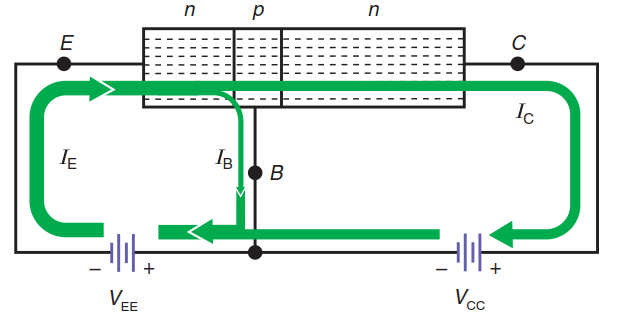 n p n
E C
I_E I_B I_C
B
− + − +
V_EE V_CC